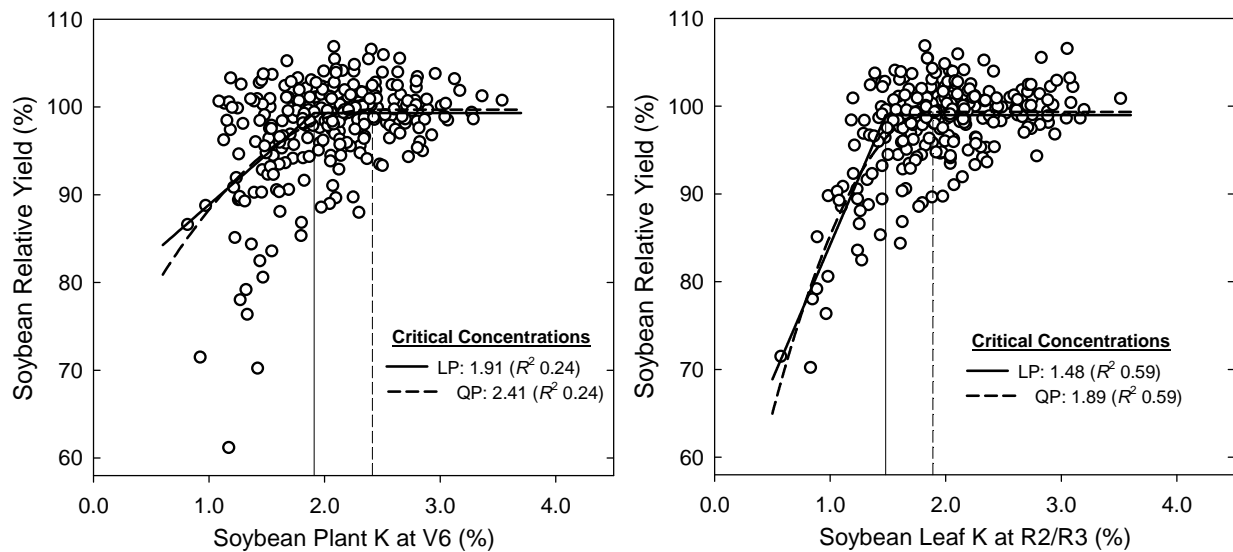 110
100
90
80
70
60
Soybean Relative Yield (%)
Critical Concentrations
LP: 1.91 (R² 0.24)
QP: 2.41 (R² 0.24)
0.0 1.0 2.0 3.0 4.0
Soybean Plant K at V6 (%)
110
100
90
80
70
60
Soybean Relative Yield (%)
Critical Concentrations
LP: 1.48 (R² 0.59)
QP: 1.89 (R² 0.59)
0.0 1.0 2.0 3.0 4.0
Soybean Leaf K at R2/R3 (%)